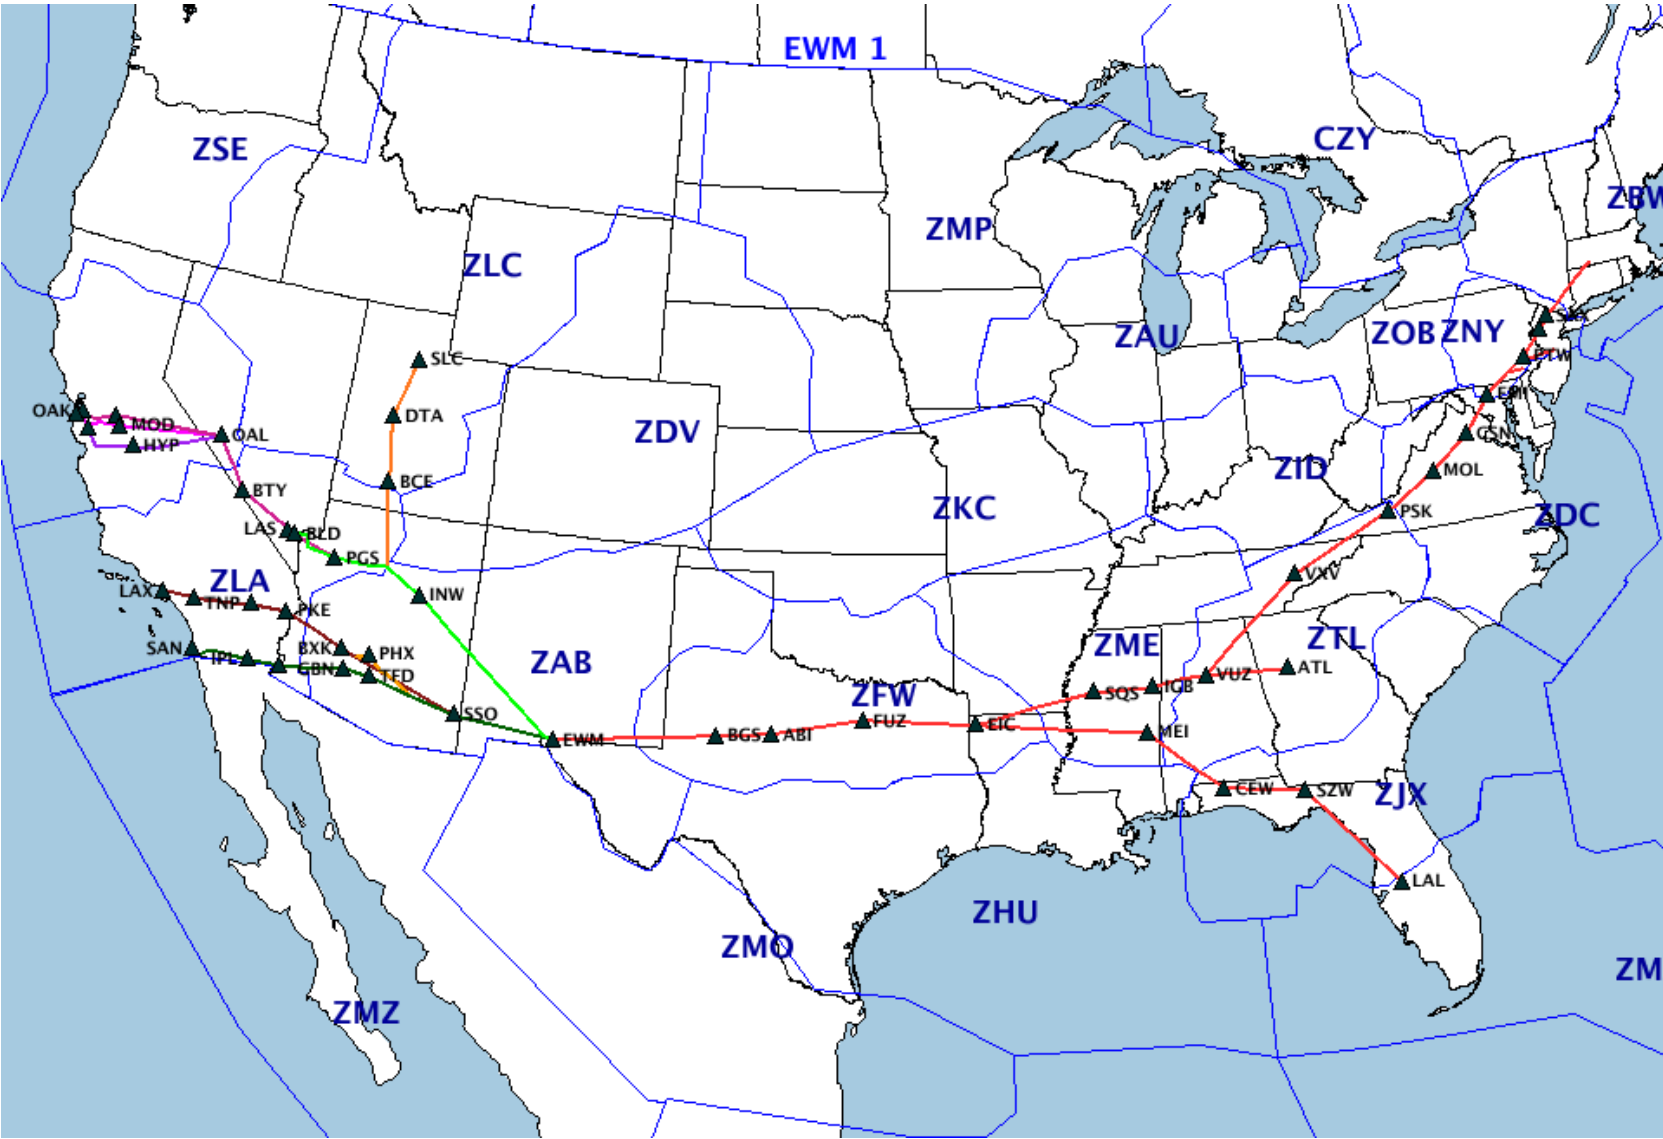 EWM 1
CZY
ZSE
ZBW
ZMP
ZLC
ZAU
ZOB
ZNY
PTW
SLC
OAK
MOD
DTA
OAL
HYP
GSN
ZDV
ZID
MOL
BCE
BTY
ZKC
PSK
ZDC
LAS
BLD
PGS
VXV
LAX
ZLA
TNP
INW
PKE
ZME
ZTL
SAN
IPL
BXK
PHX
GBN
TFD
ZAB
ATL
VUZ
IGB
SQS
ZFW
SSO
EIC
FUZ
EWM
BGS
ABI
MEI
CEW
SZW
ZJX
LAL
ZHU
ZMO
ZM
ZMZ